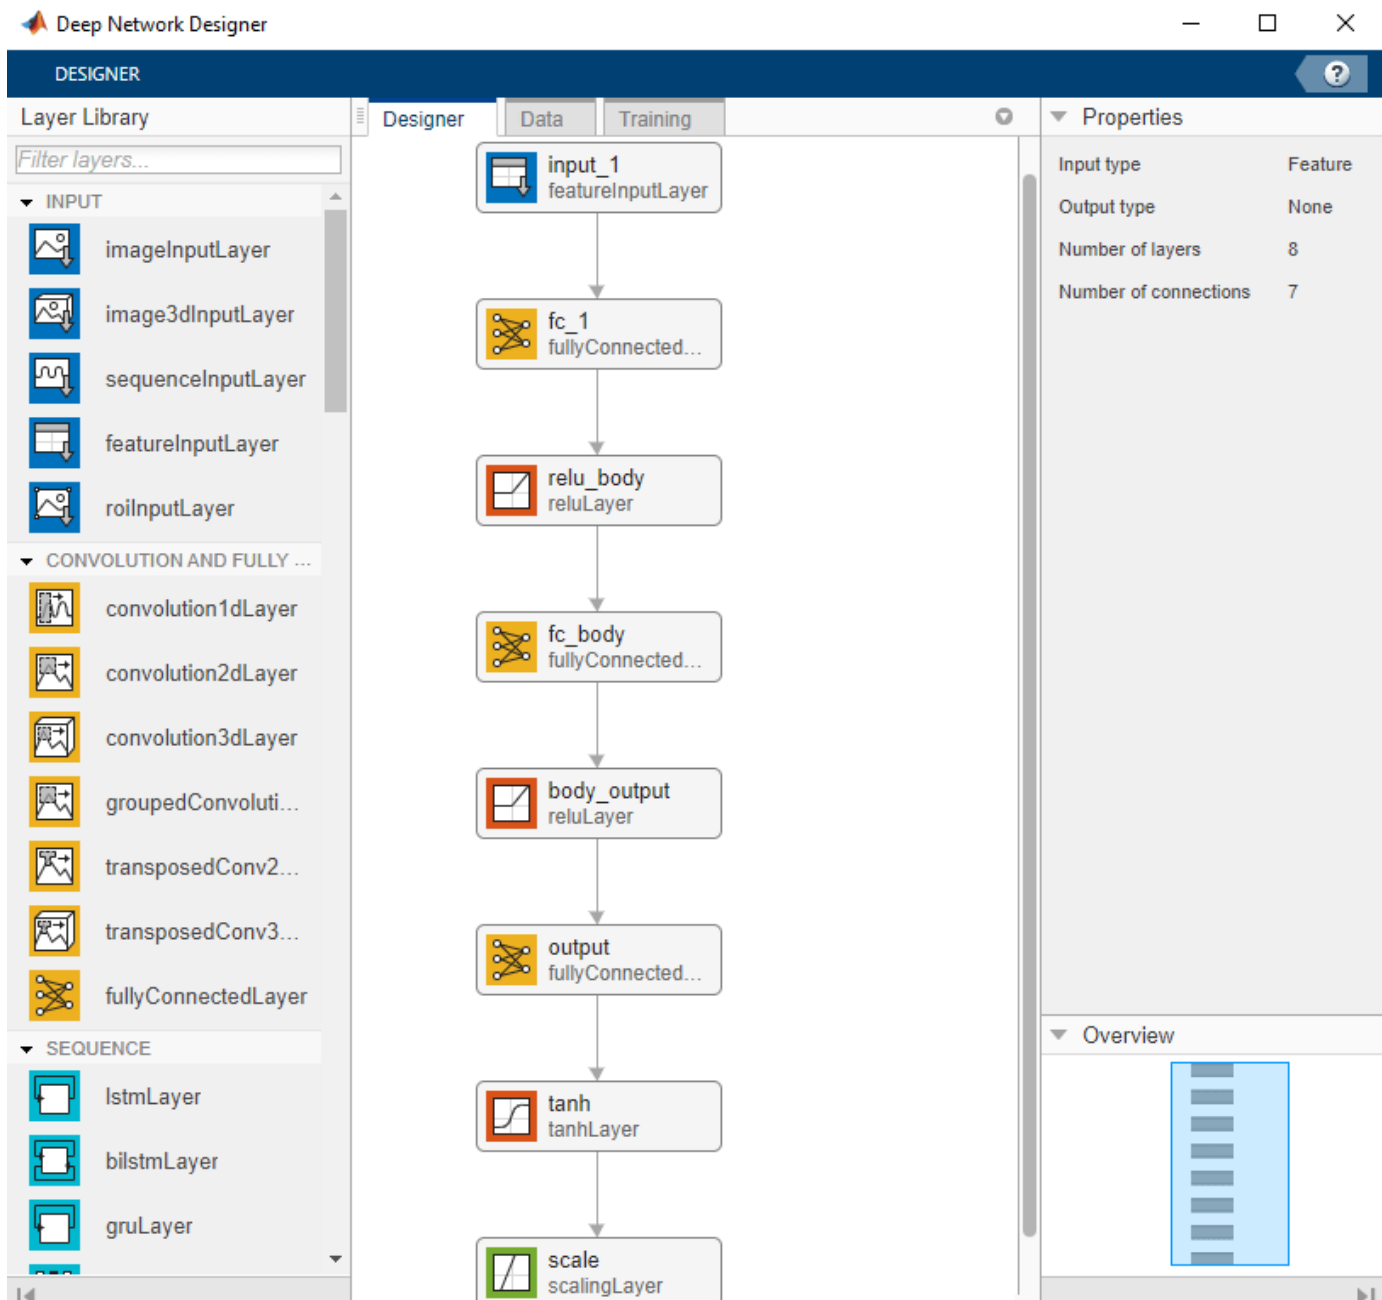 Deep Network Designer
DESIGNER
?
Layer Library
Filter layers...
INPUT
imageInputLayer
image3dInputLayer
sequenceInputLayer
featureInputLayer
roiInputLayer
CONVOLUTION AND FULLY ...
convolution1dLayer
convolution2dLayer
convolution3dLayer
groupedConvoluti...
transposedConv2...
transposedConv3...
fullyConnectedLayer
SEQUENCE
lstmLayer
bilstmLayer
gruLayer
Designer
Data
Training
input_1
featureInputLayer
fc_1
fullyConnected...
relu_body
reluLayer
fc_body
fullyConnected...
body_output
reluLayer
output
fullyConnected...
tanh
tanhLayer
scale
scalingLayer
Properties
Input type Feature
Output type None
Number of layers 8
Number of connections 7
Overview